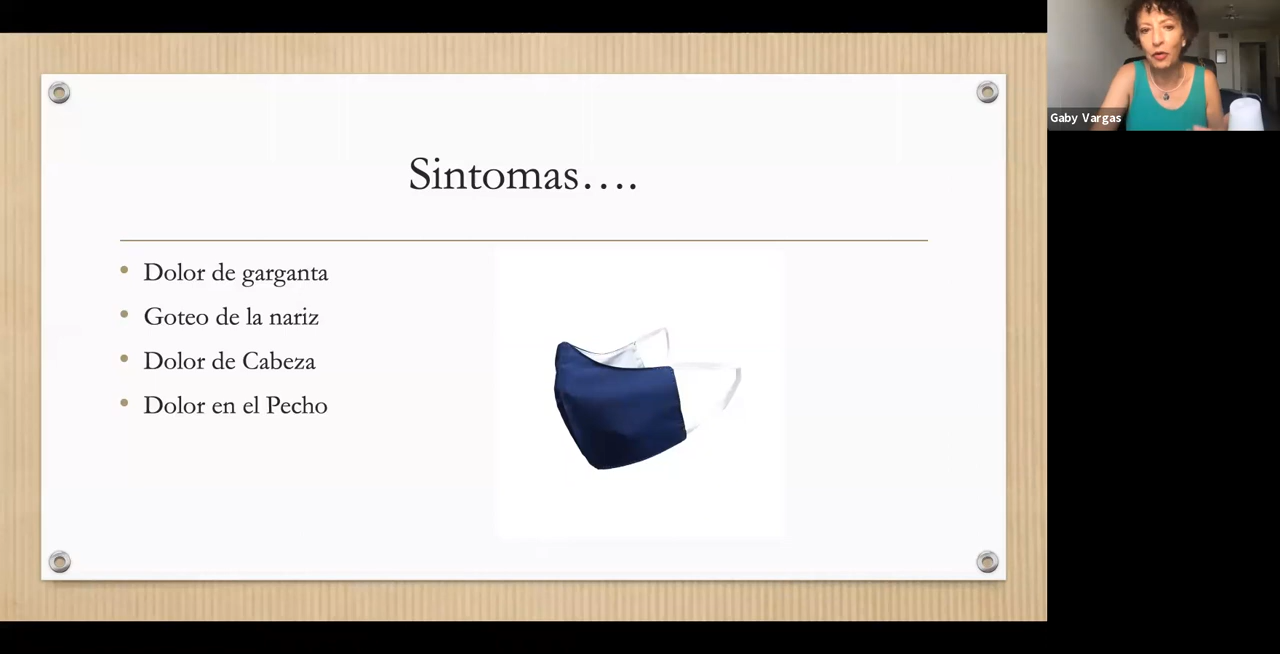 Sintomas….
Dolor de garganta
Goteo de la nariz
Dolor de Cabeza
Dolor en el Pecho
Gaby Vargas